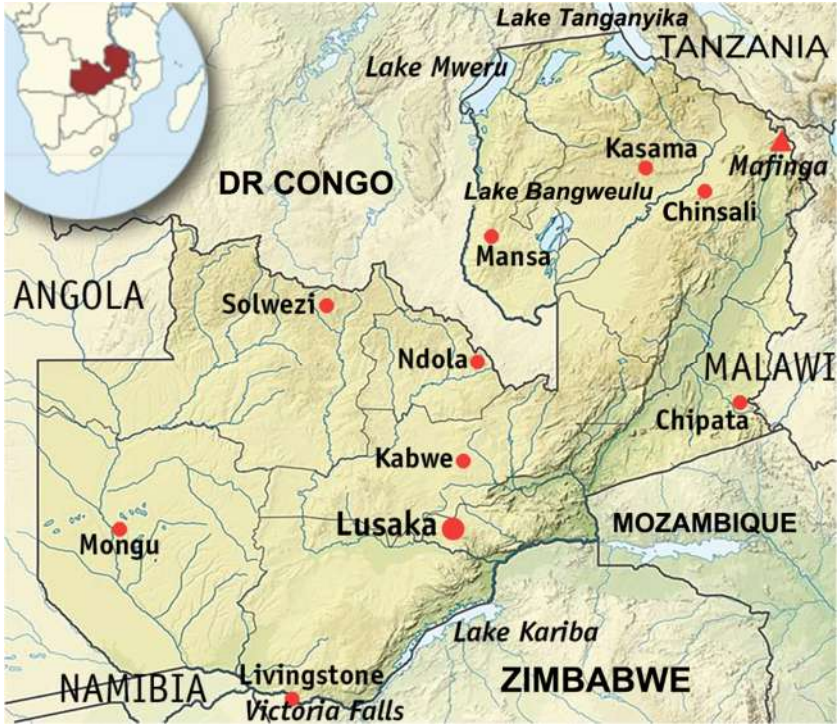 Lake Tanganyika
TANZANIA
Lake Mweru
Kasama
Mafinga
DR CONGO
Lake Bangweulu
Chinsali
Mansa
ANGOLA
Solwezi
Ndola
MALAWI
Chipata
Kabwe
Lusaka
MOZAMBIQUE
Mongu
Lake Kariba
Livingstone
ZIMBABWE
NAMIBIA
Victoria Falls